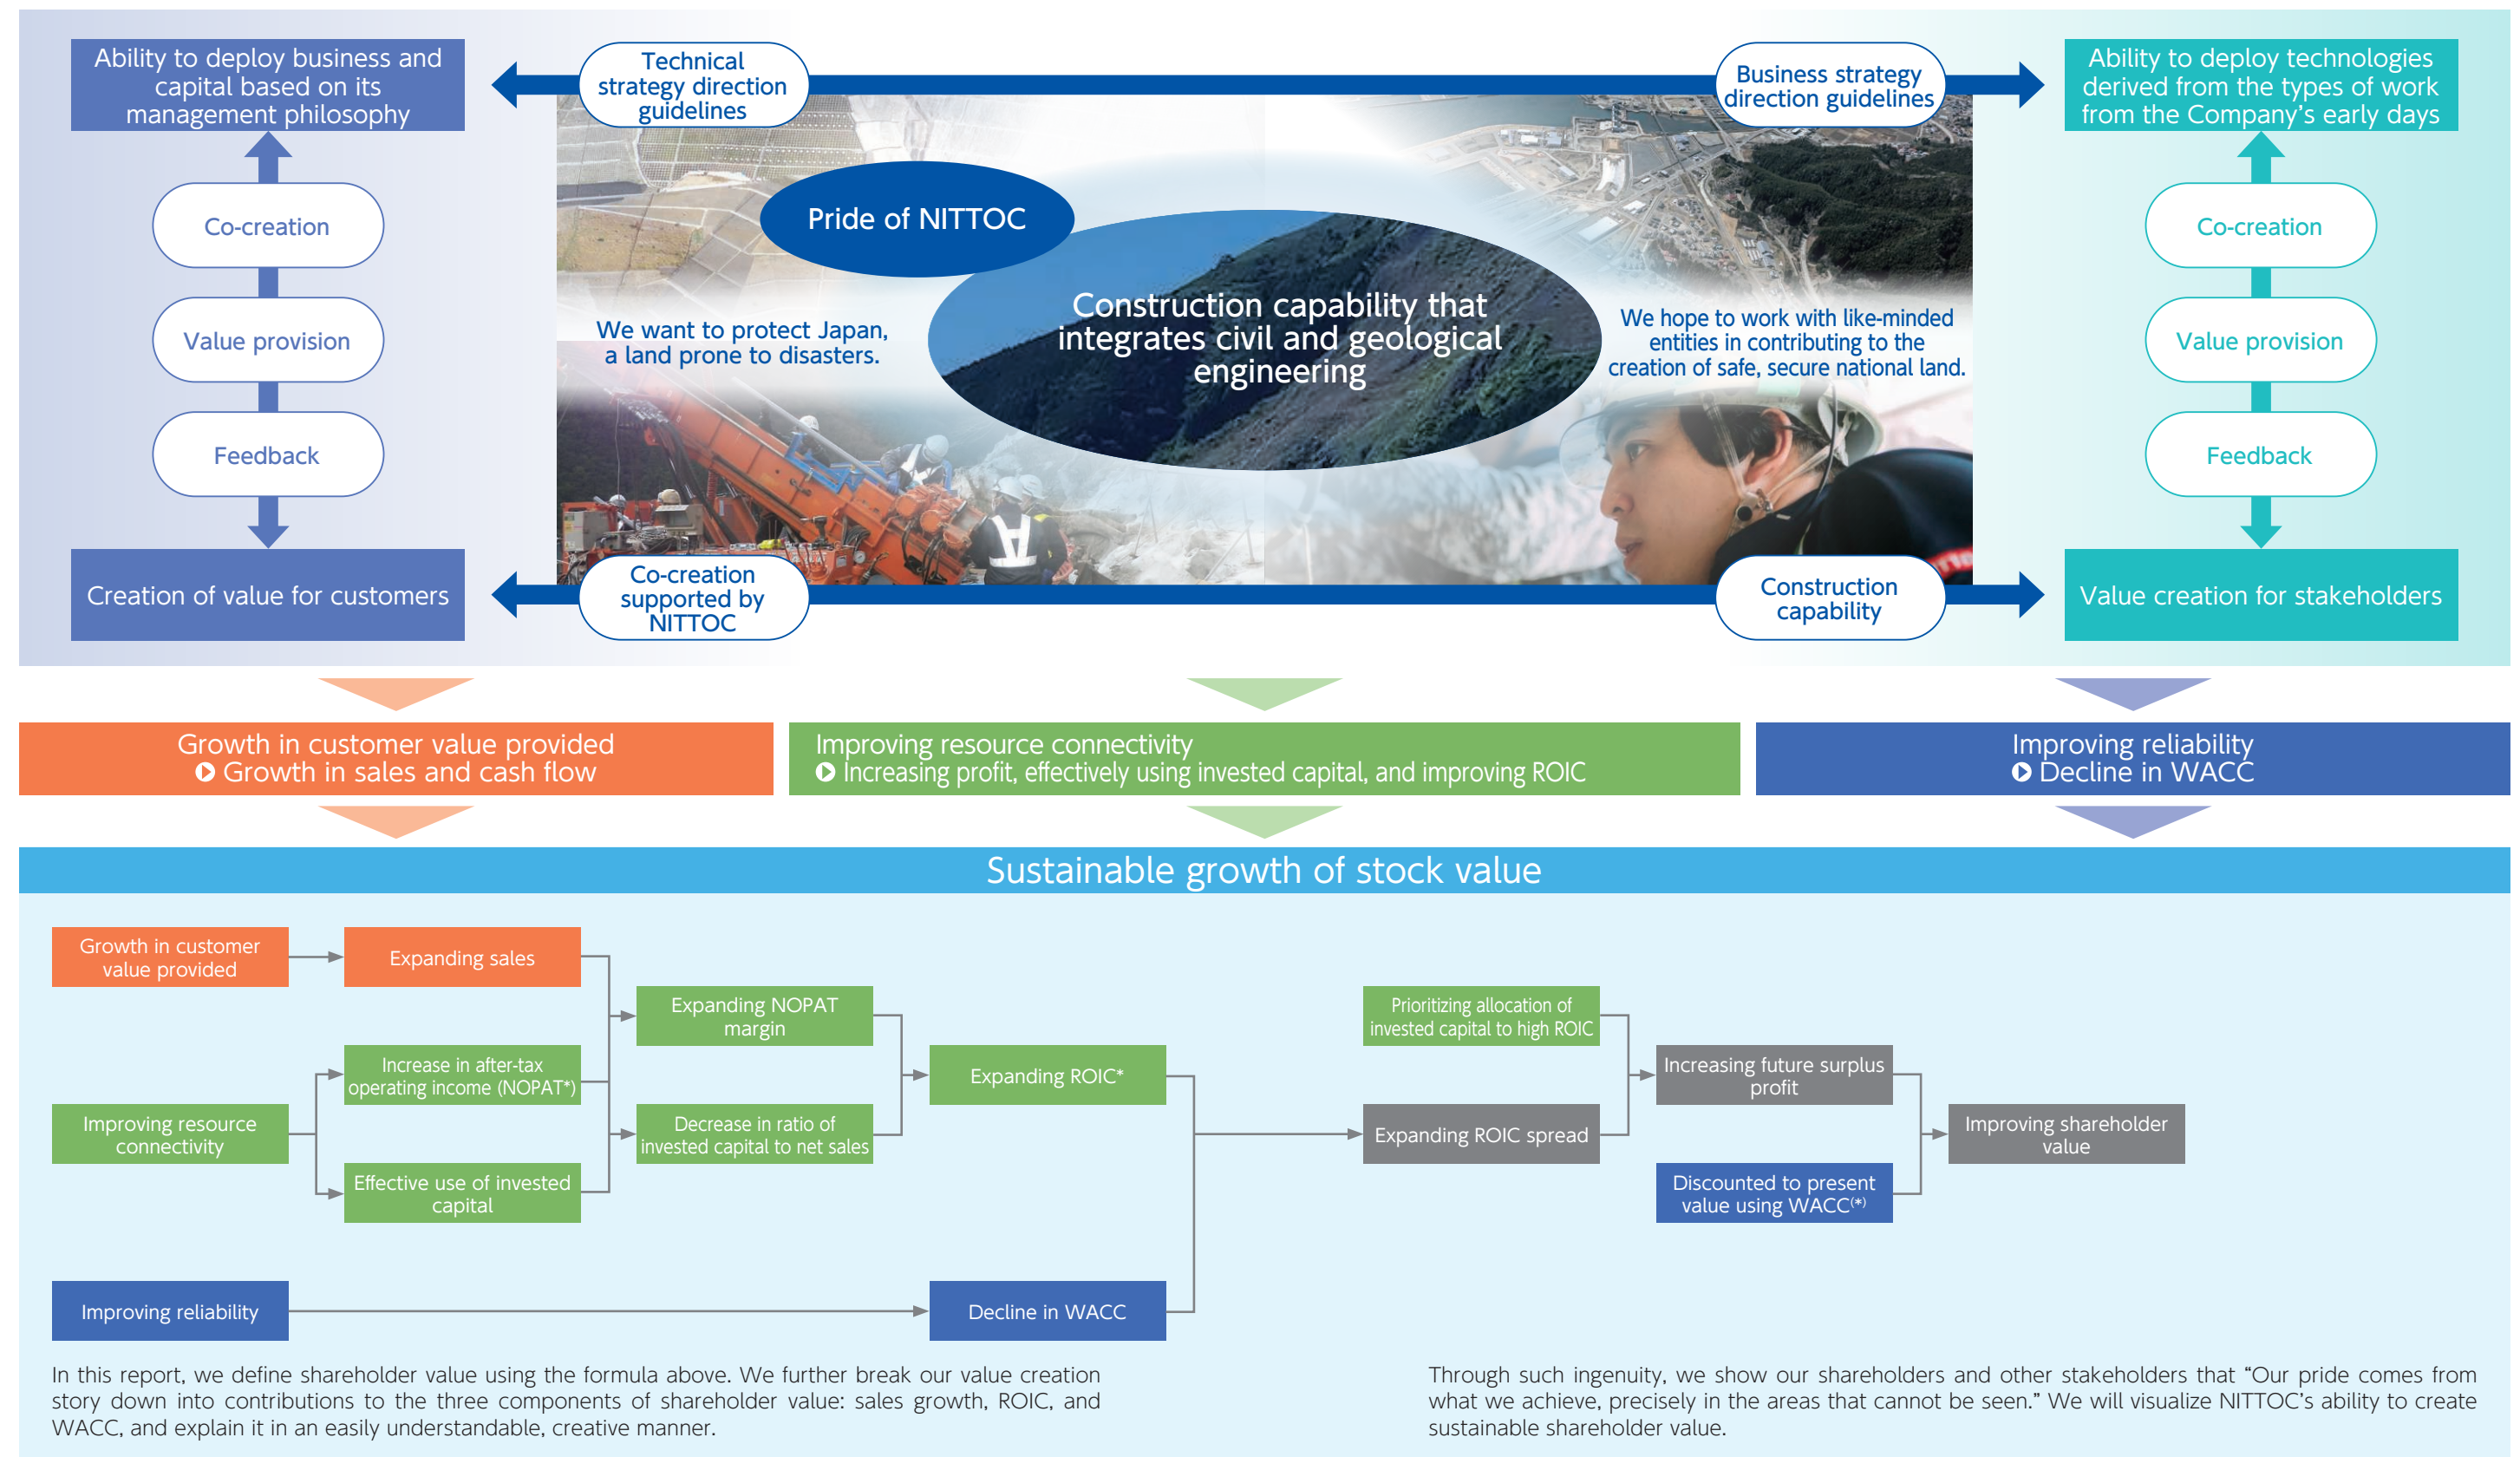 Ability to deploy business and
capital based on its
management philosophy
Co-creation
Value provision
Feedback
Creation of value for customers
Technical
strategy direction
guidelines
Business strategy
direction guidelines
Pride of NITTOC
Construction capability that
integrates civil and geological
engineering
We want to protect Japan,
a land prone to disasters.
We hope to work with like-minded
entities in contributing to the
creation of safe, secure national land.
Co-creation
supported by
NITTOC
Construction
capability
Ability to deploy technologies
derived from the types of work
from the Company's early days
Co-creation
Value provision
Feedback
Value creation for stakeholders
Growth in customer value provided
Growth in sales and cash flow
Improving resource connectivity
Increasing profit, effectively using invested capital, and improving ROIC
Improving reliability
Decline in WACC
Sustainable growth of stock value
Growth in customer
value provided
Expanding sales
Improving resource
connectivity
Increase in after-tax
operating income (NOPAT*)
Effective use of invested
capital
Expanding NOPAT
margin
Decrease in ratio of
invested capital to net sales
Expanding ROIC*
Improving reliability
Decline in WACC
Prioritizing allocation of
invested capital to high ROIC
Expanding ROIC spread
Increasing future surplus
profit
Discounted to present
value using WACC(*)
Improving shareholder
value
In this report, we define shareholder value using the formula above. We further break our value creation
story down into contributions to the three components of shareholder value: sales growth, ROIC, and
WACC, and explain it in an easily understandable, creative manner.
Through such ingenuity, we show our shareholders and other stakeholders that “Our pride comes from
what we achieve, precisely in the areas that cannot be seen.” We will visualize NITTOC's ability to create
sustainable shareholder value.